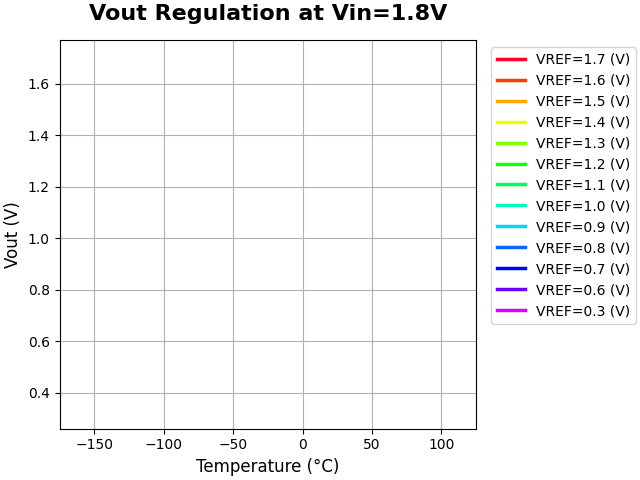 Vout Regulation at Vin=1.8V
Vout (V)
1.6
1.4
1.2
1.0
0.8
0.6
0.4
−150
−100
−50
0
50
100
Temperature (°C)
VREF=1.7 (V)
VREF=1.6 (V)
VREF=1.5 (V)
VREF=1.4 (V)
VREF=1.3 (V)
VREF=1.2 (V)
VREF=1.1 (V)
VREF=1.0 (V)
VREF=0.9 (V)
VREF=0.8 (V)
VREF=0.7 (V)
VREF=0.6 (V)
VREF=0.3 (V)